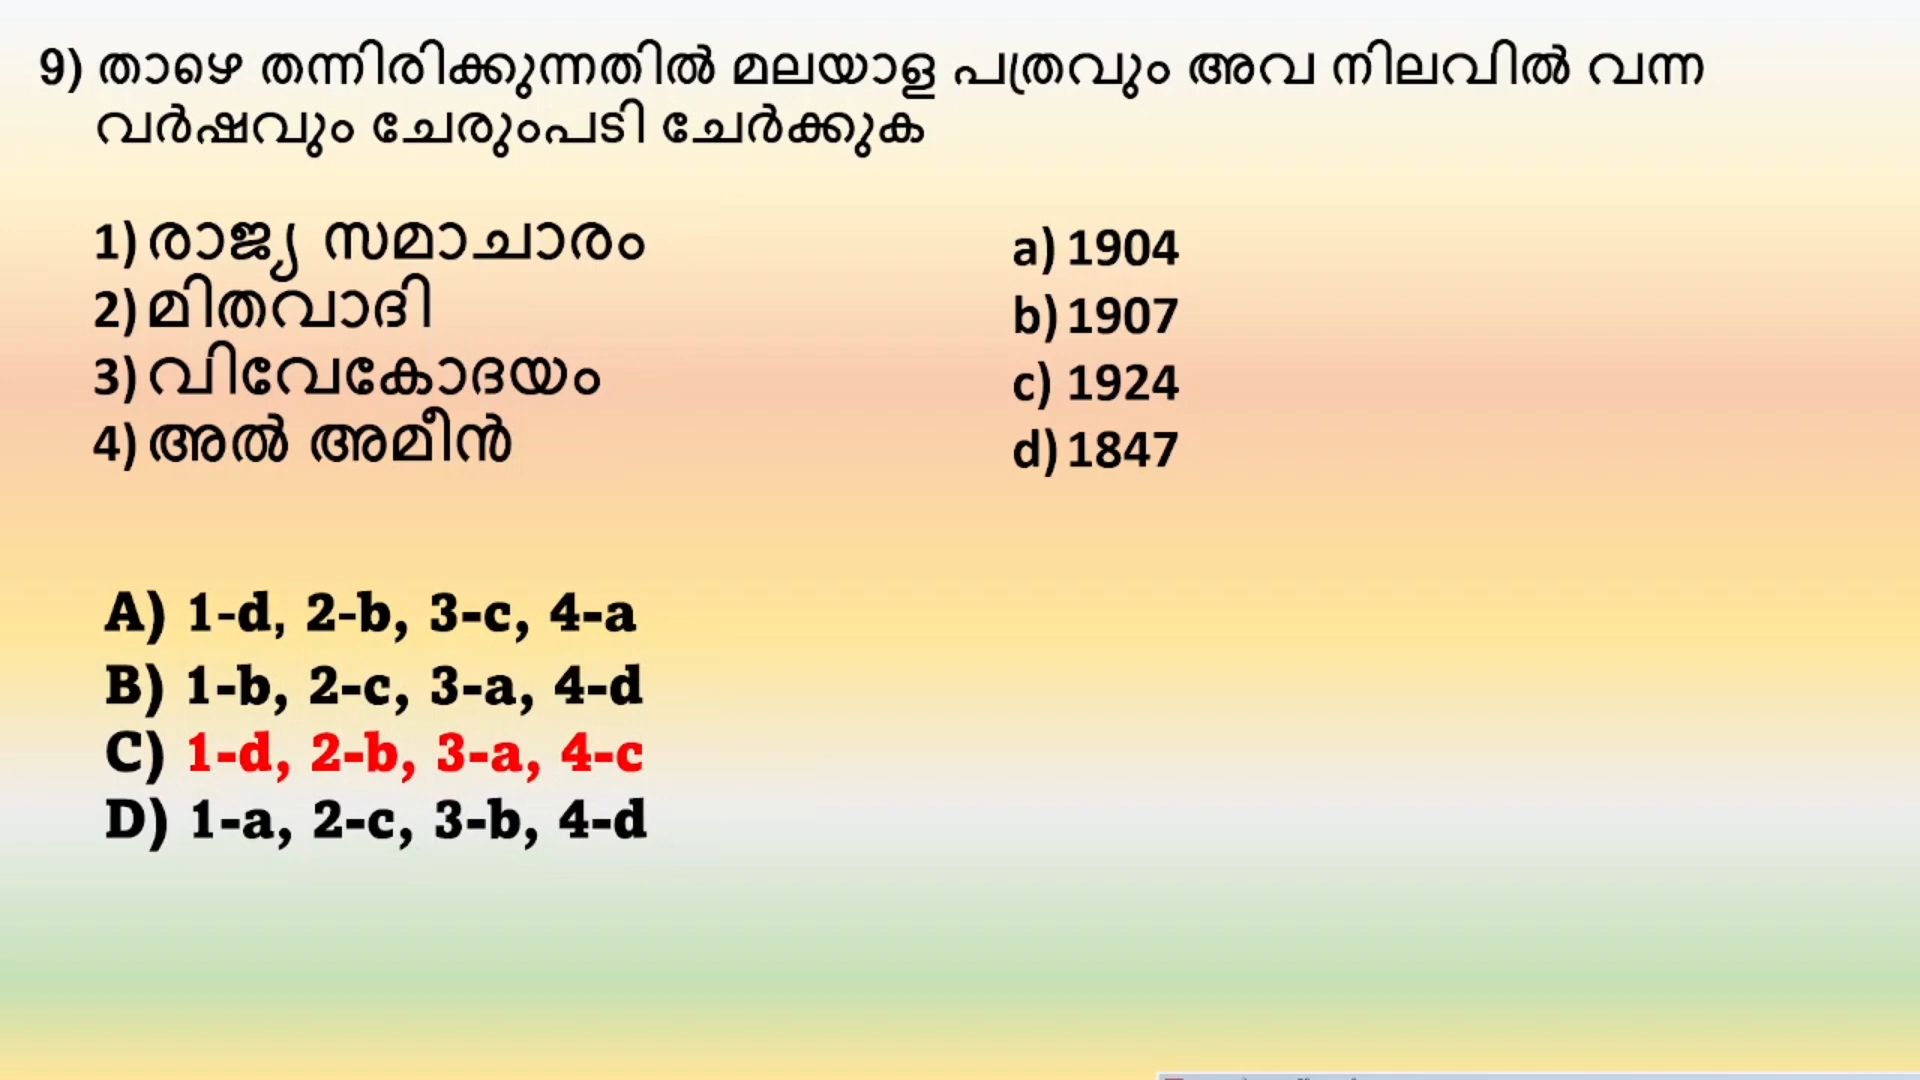 9) താഴെ തന്നിരിക്കുന്നതിൽ മലയാള പത്രവും അവ നിലവിൽ വന്ന
വർഷവും ചേരുംപടി ചേർക്കുക
1) രാജ്യ സമാചാരം
a) 1904
2) മിതവാദി
b) 1907
3) വിവേകോദയം
c) 1924
4) അൽ അമീൻ
d) 1847
A) 1-d, 2-b, 3-c, 4-a
B) 1-b, 2-c, 3-a, 4-d
C) 1-d, 2-b, 3-a, 4-c
D) 1-a, 2-c, 3-b, 4-d